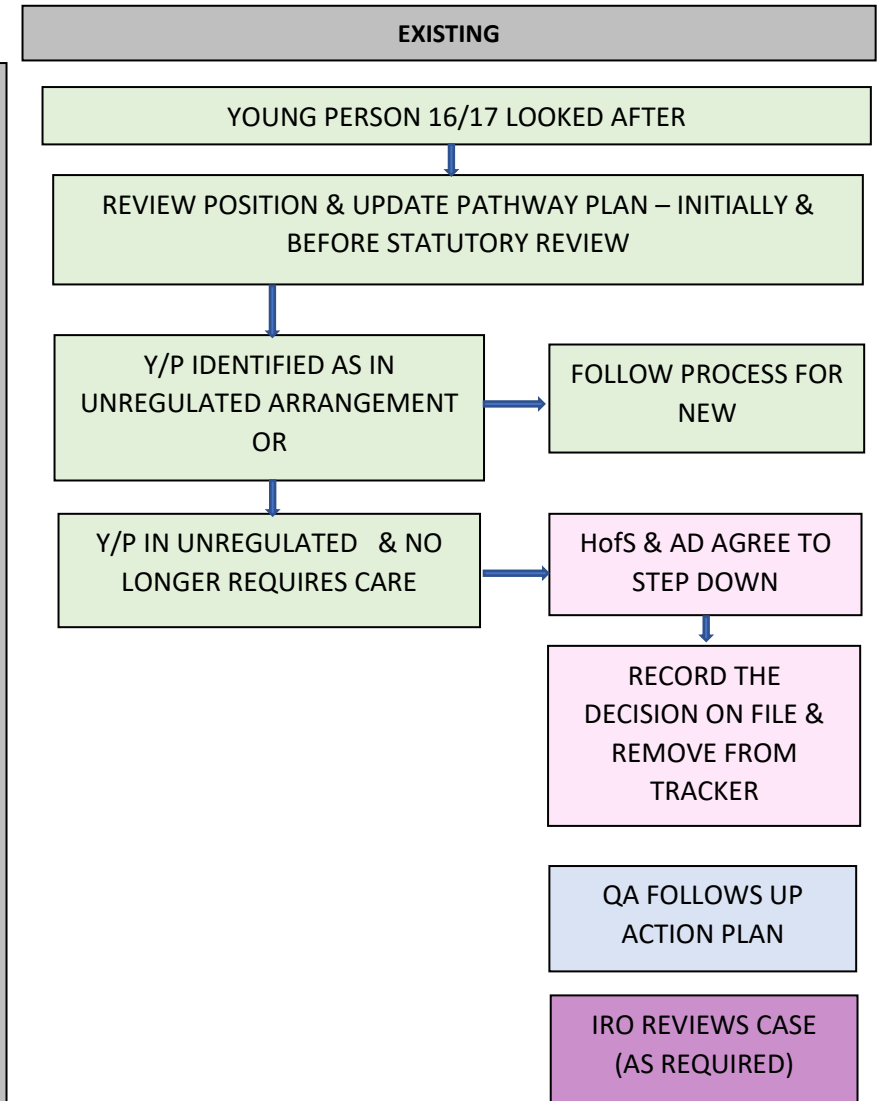 EXISTING
YOUNG PERSON 16/17 LOOKED AFTER
REVIEW POSITION & UPDATE PATHWAY PLAN – INITIALLY &
BEFORE STATUTORY REVIEW
Y/P IDENTIFIED AS IN
UNREGULATED ARRANGEMENT
OR
FOLLOW PROCESS FOR
NEW
Y/P IN UNREGULATED & NO
LONGER REQUIRES CARE
HofS & AD AGREE TO
STEP DOWN
RECORD THE
DECISION ON FILE &
REMOVE FROM
TRACKER
QA FOLLOWS UP
ACTION PLAN
IRO REVIEWS CASE
(AS REQUIRED)